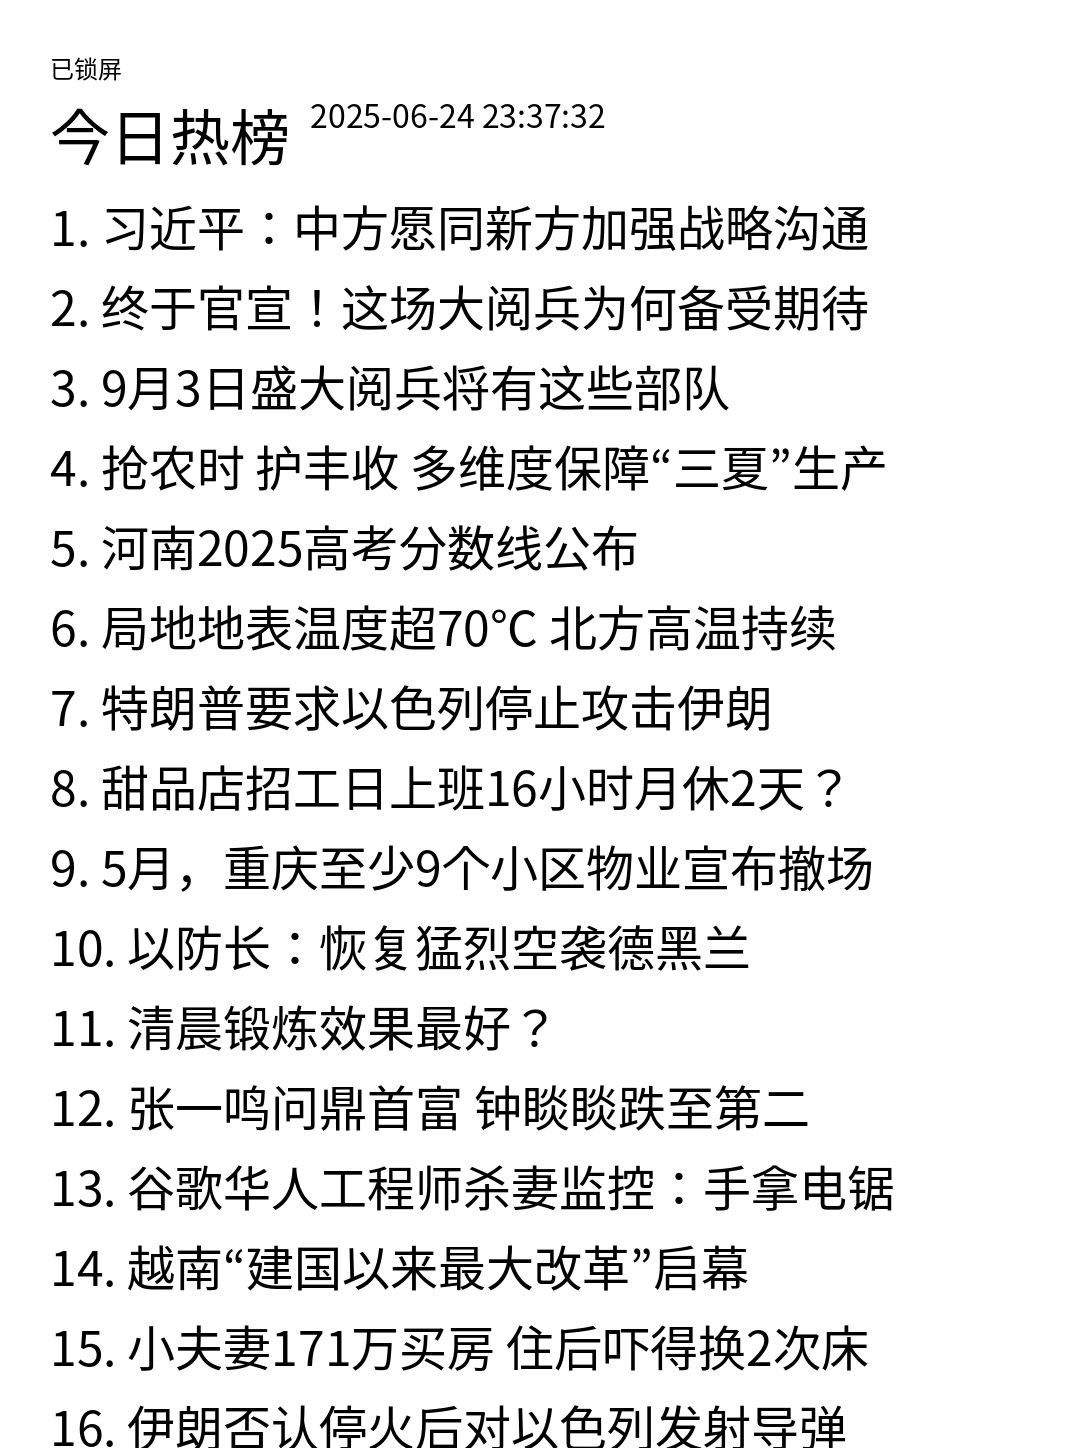 已锁屏
今日热榜 2025-06-24 23:37:32
1. 习近平：中方愿同新方加强战略沟通
2. 终于官宣！这场大阅兵为何备受期待
3. 9月3日盛大阅兵将有这些部队
4. 抢农时 护丰收 多维度保障“三夏”生产
5. 河南2025高考分数线公布
6. 局地地表温度超70℃ 北方高温持续
7. 特朗普要求以色列停止攻击伊朗
8. 甜品店招工日上班16小时月休2天？
9. 5月，重庆至少9个小区物业宣布撤场
10. 以防长：恢复猛烈空袭德黑兰
11. 清晨锻炼效果最好？
12. 张一鸣问鼎首富 钟睒睒跌至第二
13. 谷歌华人工程师杀妻监控：手拿电锯
14. 越南“建国以来最大改革”启幕
15. 小夫妻171万买房 住后吓得换2次床
16. 伊朗否认停火后对以色列发射导弹